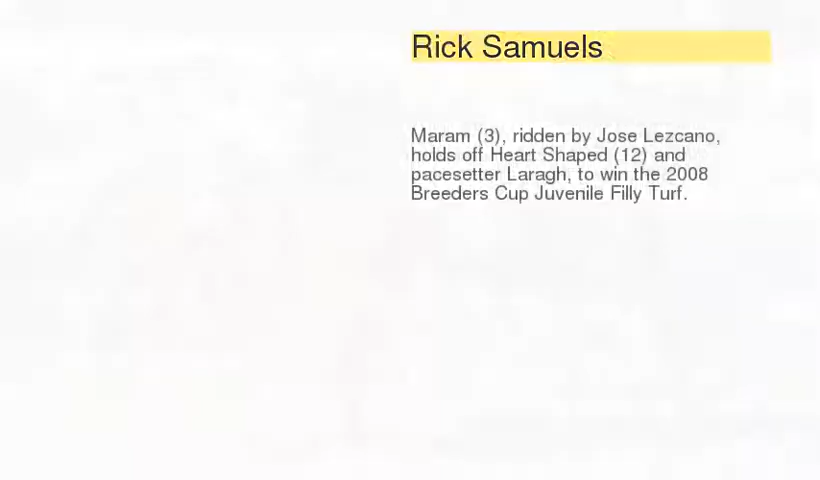 Rick Samuels
Maram (3), ridden by Jose Lezcano,
holds off Heart Shaped (12) and
pacesetter Laragh, to win the 2008
Breeders Cup Juvenile Filly Turf.